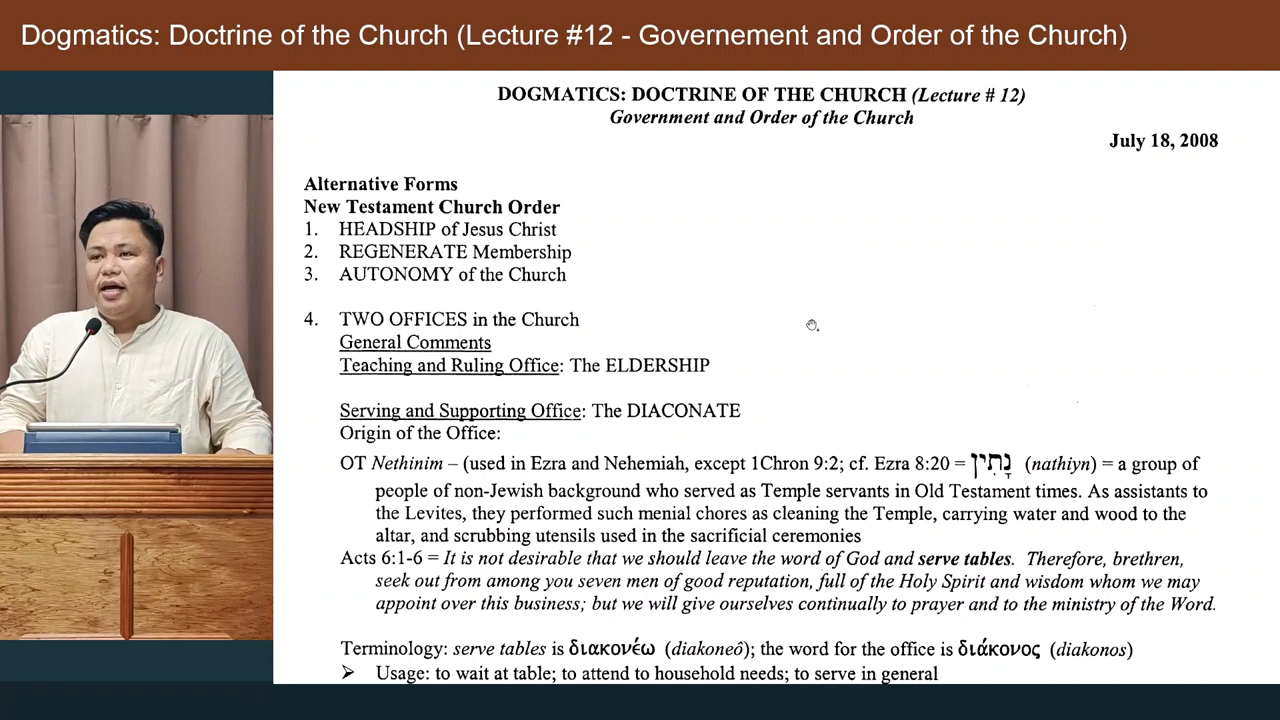 Dogmatics: Doctrine of the Church (Lecture #12 - Governement and Order of the Church)
DOGMATICS: DOCTRINE OF THE CHURCH (Lecture # 12)
Government and Order of the Church
July 18, 2008
Alternative Forms
New Testament Church Order
1. HEADSHIP of Jesus Christ
2. REGENERATE Membership
3. AUTONOMY of the Church
4. TWO OFFICES in the Church
General Comments
Teaching and Ruling Office: The ELDERSHIP
Serving and Supporting Office: The DIACONATE
Origin of the Office:
OT Nethinim – (used in Ezra and Nehemiah, except 1Chron 9:2; cf. Ezra 8:20 = נָתִין (nathiyn) = a group of
people of non-Jewish background who served as Temple servants in Old Testament times. As assistants to
the Levites, they performed such menial chores as cleaning the Temple, carrying water and wood to the
altar, and scrubbing utensils used in the sacrificial ceremonies
Acts 6:1-6 = It is not desirable that we should leave the word of God and serve tables. Therefore, brethren,
seek out from among you seven men of good reputation, full of the Holy Spirit and wisdom whom we may
appoint over this business; but we will give ourselves continually to prayer and to the ministry of the Word.
Terminology: serve tables is διακονέω (diakoneô); the word for the office is διάκονος (diakonos)
➢ Usage: to wait at table; to attend to household needs; to serve in general